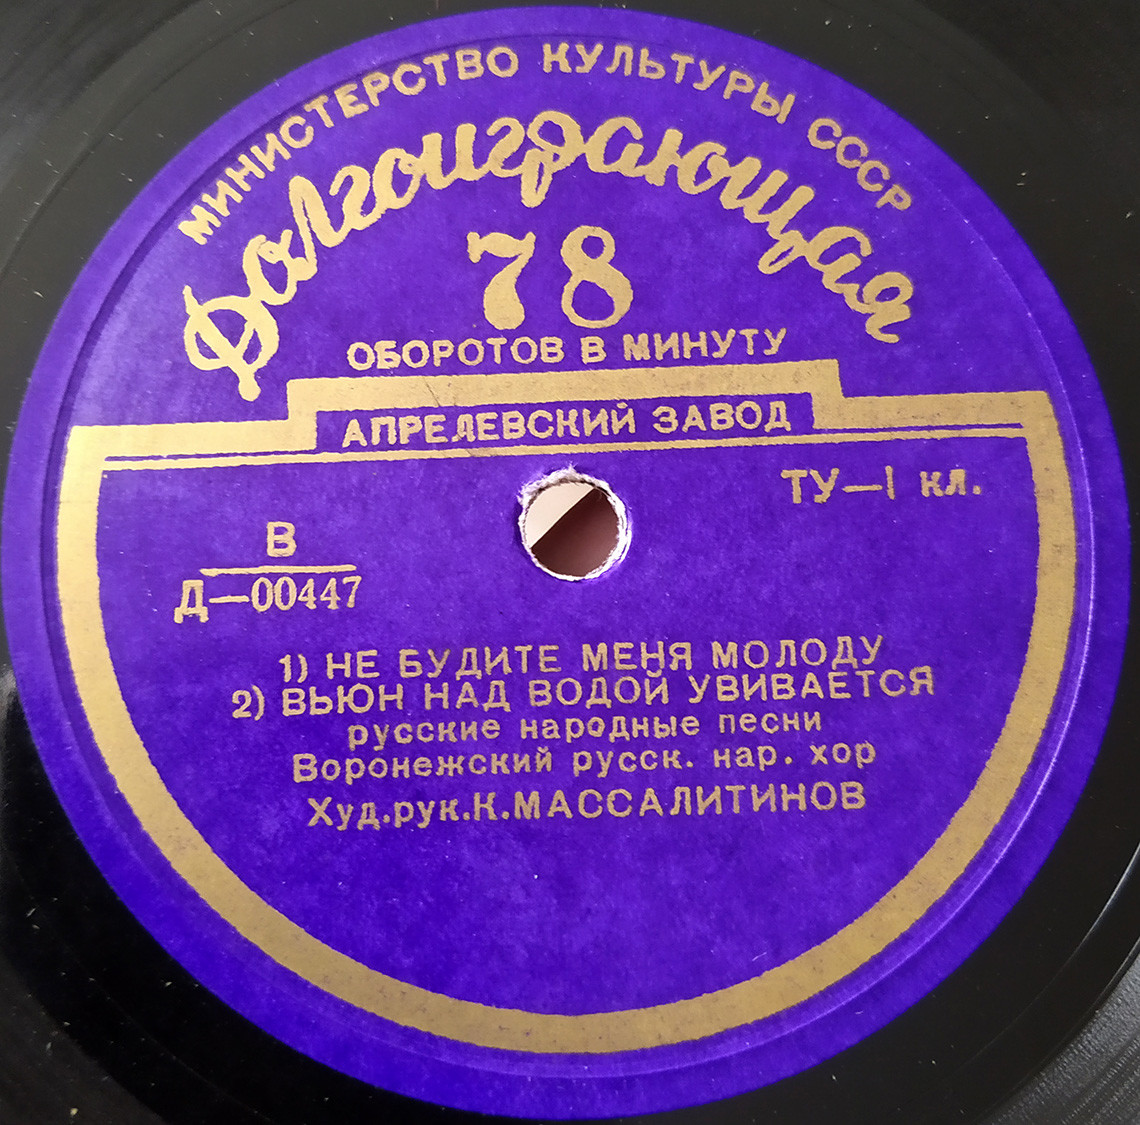 МИНИСТЕРСТВО КУЛЬТУРЫ СССР
Долгоиграющая
78
ОБОРОТОВ В МИНУТУ
АПРЕЛЕВСКИЙ ЗАВОД
ТУ—1 кл.
В
Д—00447
1) НЕ БУДИТЕ МЕНЯ МОЛОДУ
2) ВЬЮН НАД ВОДОЙ УВИВАЕТСЯ
русские народные песни
Воронежский русск. нар. хор
Худ.рук.К.МАССАЛИТИНОВ